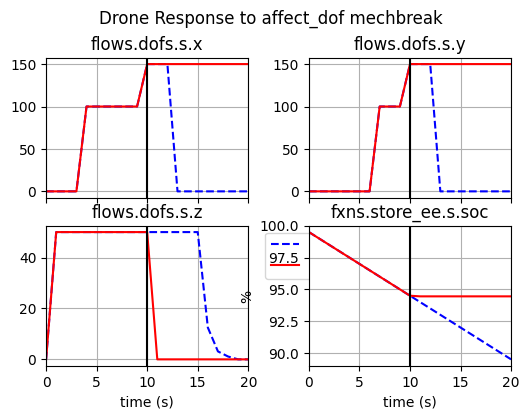 Drone Response to affect_dof mechbreak
flows.dofs.s.x
flows.dofs.s.y
150
100
50
0
150
100
50
0
flows.dofs.s.z
fxns.store_ee.s.soc
40
20
0
%
100.0
97.5
95.0
92.5
90.0
0 5 10 15 20
0 5 10 15 20
time (s)
time (s)